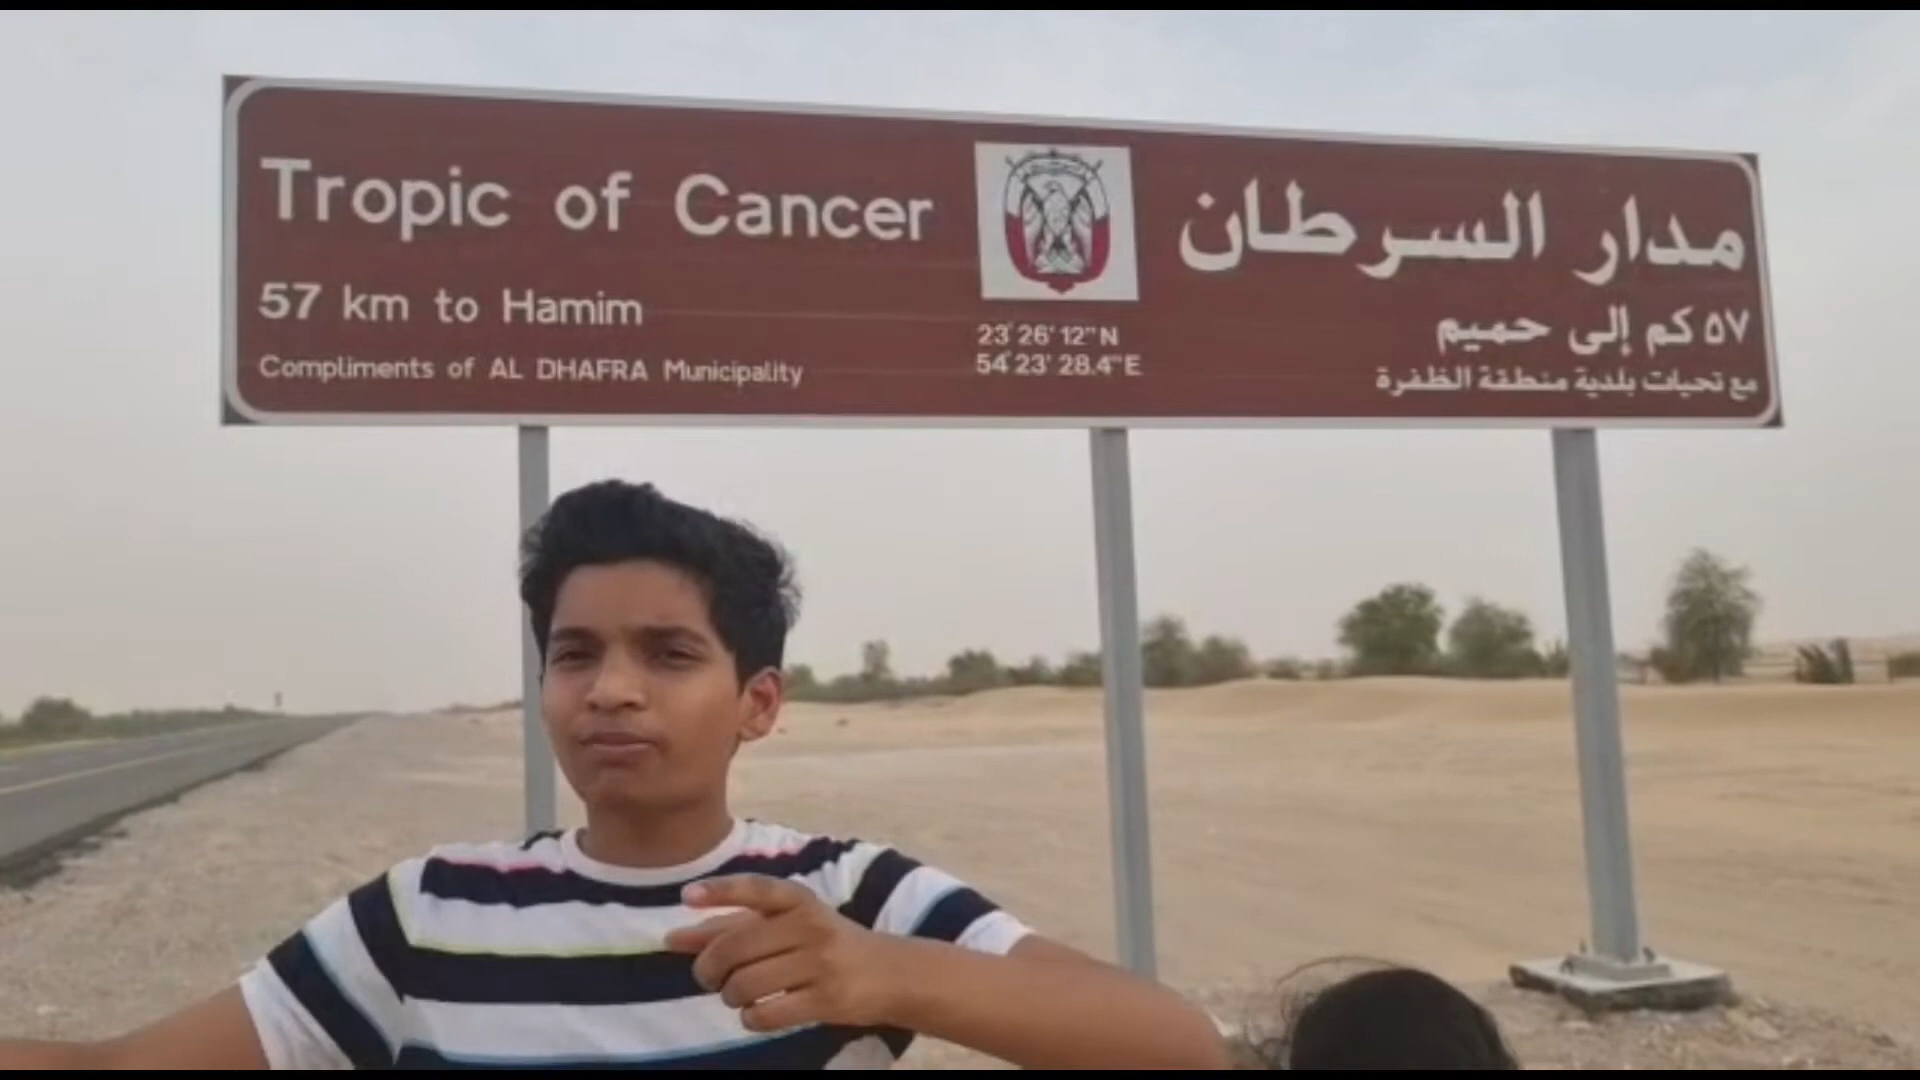 Tropic of Cancer
57 km to Hamim
Compliments of AL DHAFRA Municipality
23° 26' 12" N
54° 23' 28.4" E
مدار السرطان
٥٧ كم إلى حميم
مع تحيات بلدية منطقة الظفرة